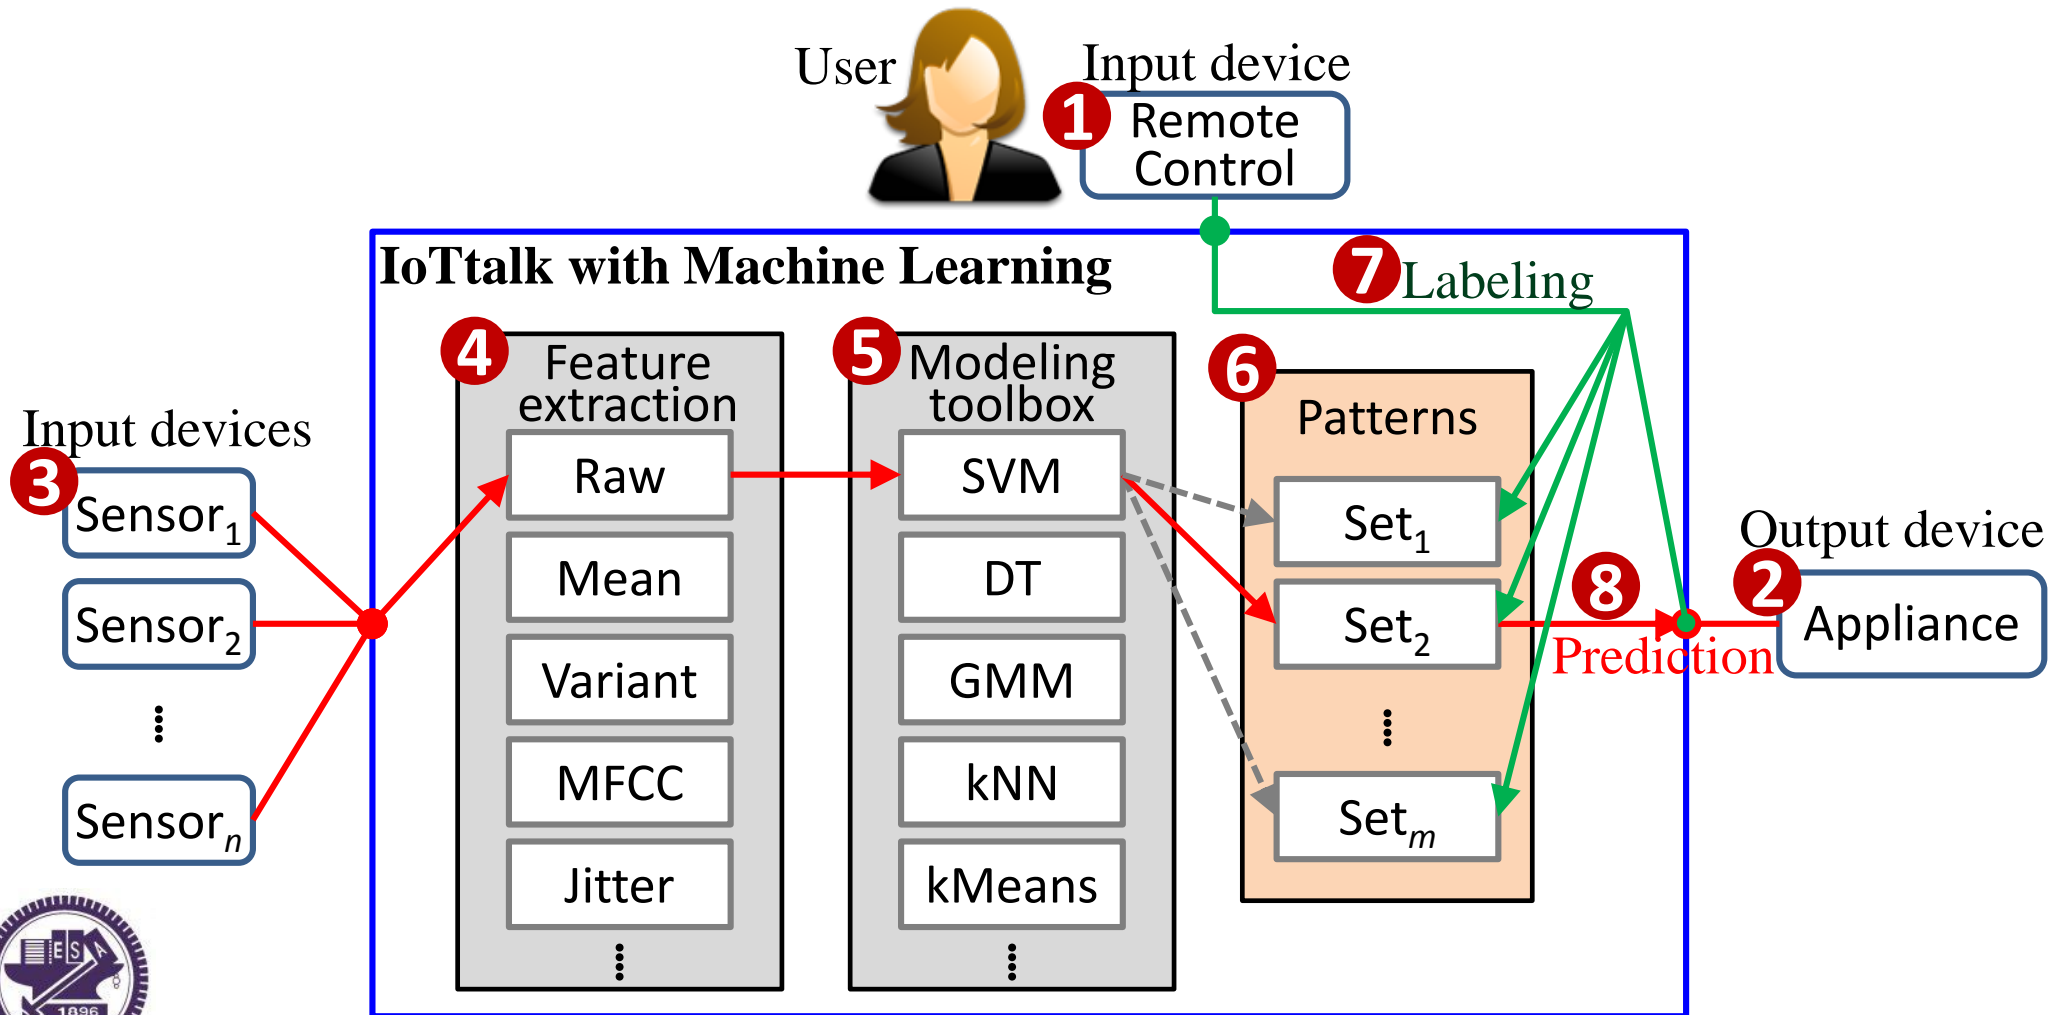 User
Input device
1
Remote
Control
IoTtalk with Machine Learning
7
Labeling
4
Feature
extraction
Raw
Mean
Variant
MFCC
Jitter
5
Modeling
toolbox
SVM
DT
GMM
kNN
kMeans
6
Patterns
Set1
Set2
Setm
Input devices
3
Sensor1
Sensor2
Sensorn
8
Prediction
Output device
2
Appliance
ESA
1896